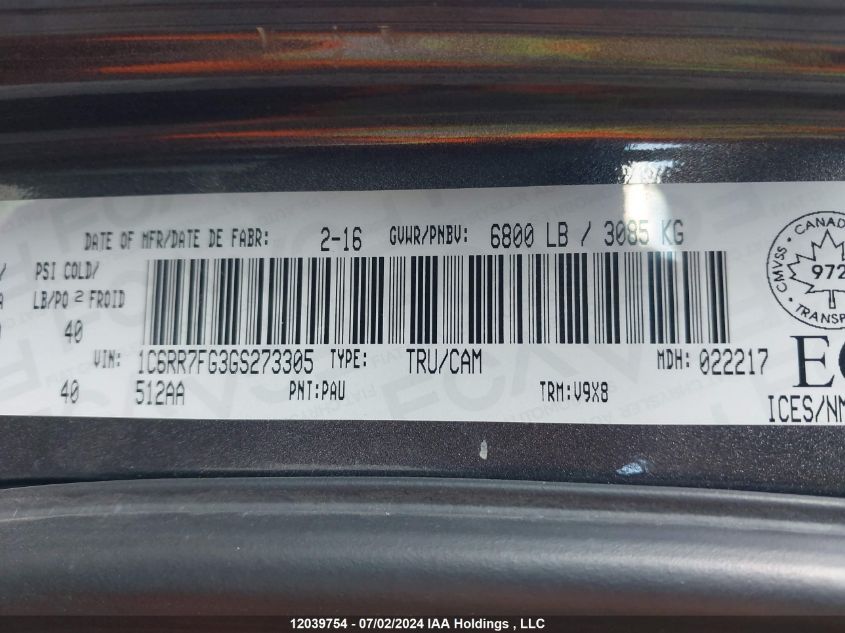 DATE OF MFR/DATE DE FABR: 2-16 GVWR/PNBV: 6800 LB / 3085 KG
PSI COLD/
LB/PO 2 FROID
40
VIN: 1C6RR7FG3GS273305 TYPE: TRU/CAM MDH: 022217
40 512AA PNT:PAU TRM:V9X8
CANAD
CMVSS
972
TRANSP
EC
ICES/NM
12039754 - 07/02/2024 IAA Holdings , LLC